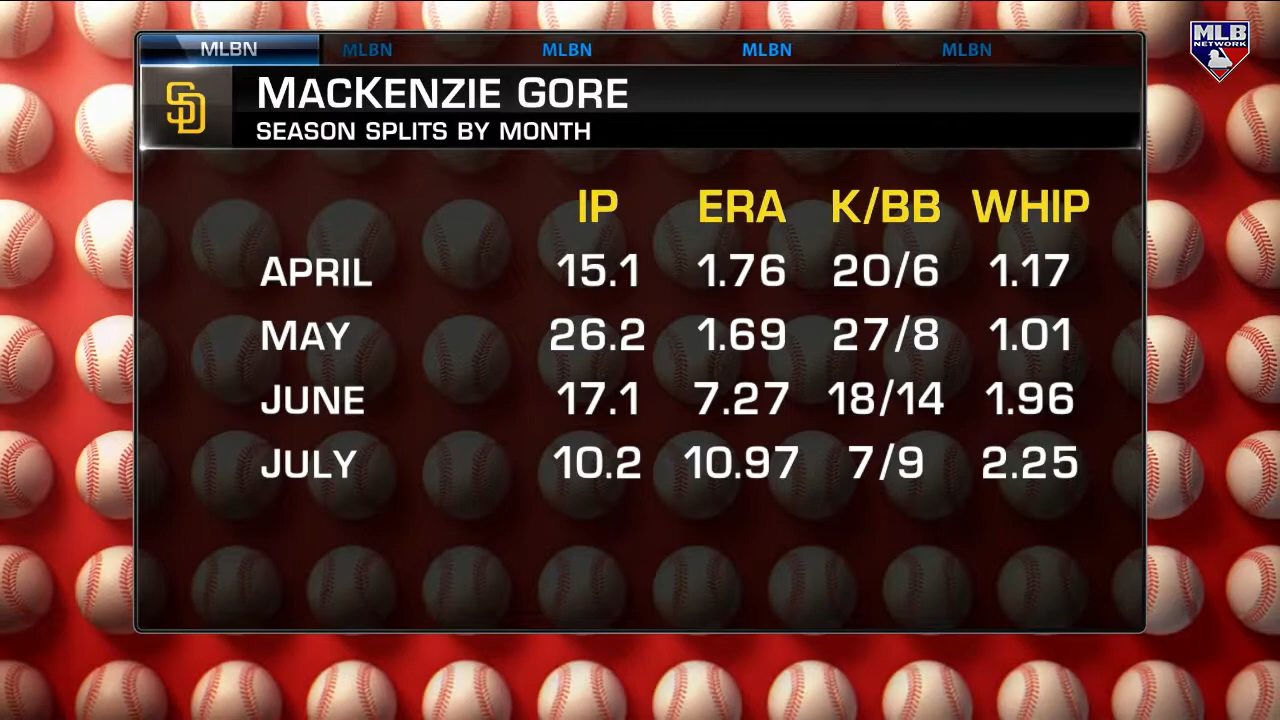 MLBN MLBN MLBN MLBN MLBN
MLB
NETWORK
SD
MACKENZIE GORE
SEASON SPLITS BY MONTH
IP ERA K/BB WHIP
APRIL 15.1 1.76 20/6 1.17
MAY 26.2 1.69 27/8 1.01
JUNE 17.1 7.27 18/14 1.96
JULY 10.2 10.97 7/9 2.25